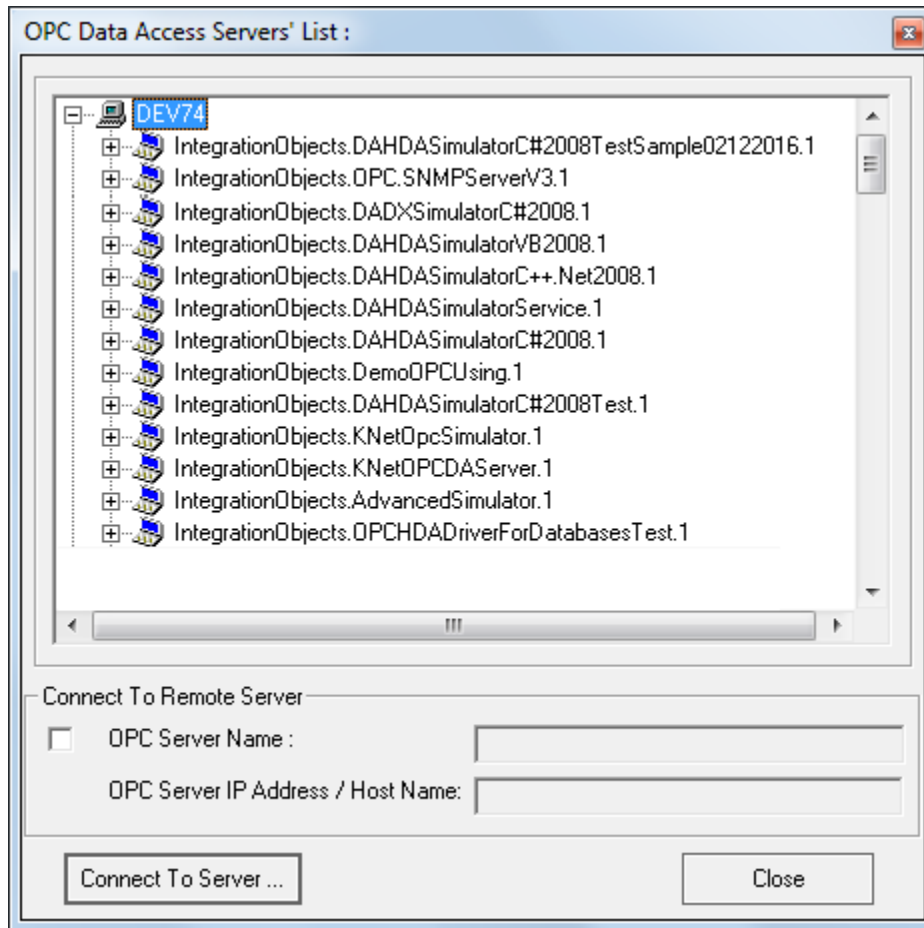 OPC Data Access Servers' List :
DEV74
IntegrationObjects.DAHDASimulatorC#2008TestSample02122016.1
IntegrationObjects.OPC.SNMPServerV3.1
IntegrationObjects.DADXSimulatorC#2008.1
IntegrationObjects.DAHDASimulatorVB2008.1
IntegrationObjects.DAHDASimulatorC++.Net2008.1
IntegrationObjects.DAHDASimulatorService.1
IntegrationObjects.DAHDASimulatorC#2008.1
IntegrationObjects.DemoOPCUsing.1
IntegrationObjects.DAHDASimulatorC#2008Test.1
IntegrationObjects.KNetOpcSimulator.1
IntegrationObjects.KNetOPCDAServer.1
IntegrationObjects.AdvancedSimulator.1
IntegrationObjects.OPCHDADriverForDatabasesTest.1
Connect To Remote Server
OPC Server Name :
OPC Server IP Address / Host Name:
Connect To Server ...
Close